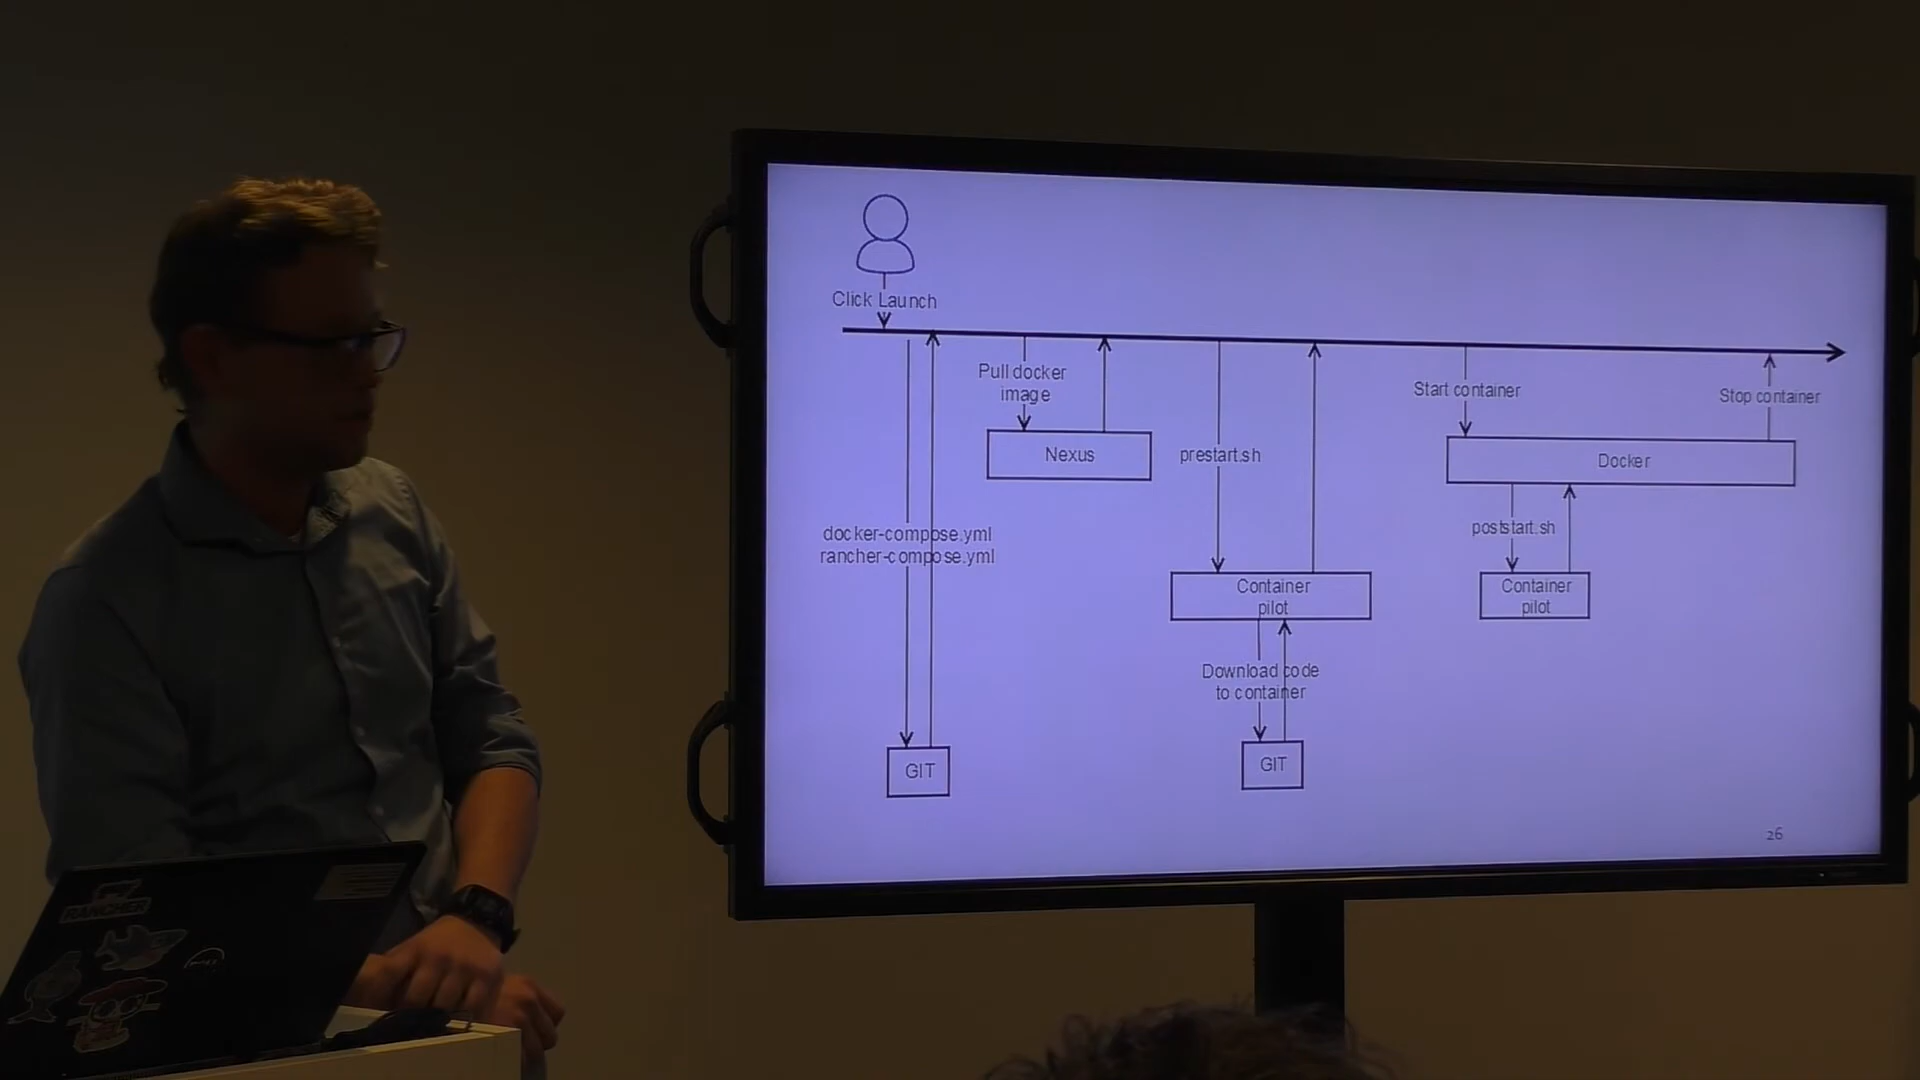 Click Launch
Pull docker
image
Start container
Stop container
Nexus
prestart.sh
Docker
docker-compose.yml
rancher-compose.yml
poststart.sh
Container
pilot
Container
pilot
Download code
to container
GIT
GIT
26
RANCHER